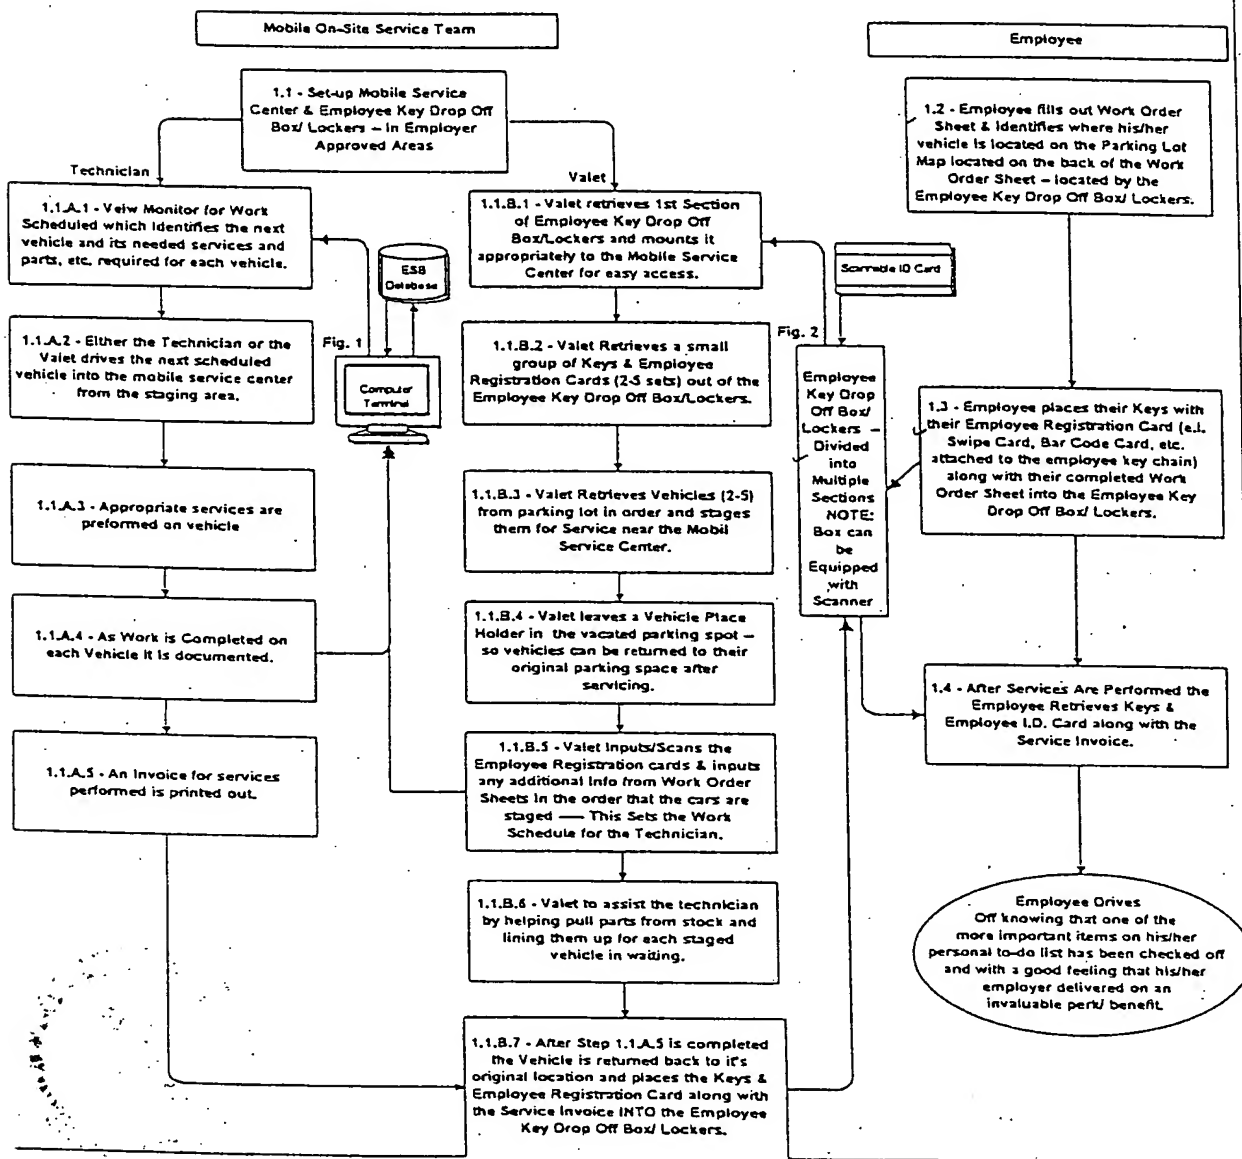 Mobile On-Site Service Team
Employee
1.1 - Set-up Mobile Service
Center & Employee Key Drop Off
Box/ Lockers – In Employer
Approved Areas
Technician
Valet
1.1.A.1 - Veiw Monitor for Work
Scheduled which Identifies the next
vehicle and its needed services and
parts, etc. required for each vehicle.
1.1.A.2 - Either the Technician or the
Valet drives the next scheduled
vehicle into the mobile service center
from the staging area.
1.1.A.3 - Appropriate services are
preformed on vehicle
1.1.A.4 - As Work is Completed on
each Vehicle it is documented.
1.1.A.5 - An Invoice for services
performed is printed out.
ESB
Database
Fig. 1
Computer
Terminal
1.1.B.1 - Valet retrieves 1st Section
of Employee Key Drop Off
Box/Lockers and mounts it
appropriately to the Mobile Service
Center for easy access.
1.1.B.2 - Valet Retrieves a small
group of Keys & Employee
Registration Cards (2-5 sets) out of the
Employee Key Drop Off Box/Lockers.
1.1.B.3 - Valet Retrieves Vehicles (2-5)
from parking lot in order and stages
them for Service near the Mobil
Service Center.
1.1.B.4 - Valet leaves a Vehicle Place
Holder in the vacated parking spot –
so vehicles can be returned to their
original parking space after
servicing.
1.1.B.5 - Valet Inputs/Scans the
Employee Registration cards & inputs
any additional Info from Work Order
Sheets in the order that the cars are
staged –– This Sets the Work
Schedule for the Technician.
1.1.B.6 - Valet to assist the technician
by helping pull parts from stock and
lining them up for each staged
vehicle in waiting.
1.1.B.7 - After Step 1.1.A.5 is completed
the Vehicle is returned back to it's
original location and places the Keys &
Employee Registration Card along with
the Service Invoice INTO the Employee
Key Drop Off Box/ Lockers.
Scannable ID Card
Fig. 2
Employee
Key Drop
Off Box/
Lockers –
Divided
into
Multiple
Sections
NOTE:
Box can
be
Equipped
with
Scanner
1.2 - Employee fills out Work Order
Sheet & Identifies where his/her
vehicle is located on the Parking Lot
Map located on the back of the Work
Order Sheet – located by the
Employee Key Drop Off Box/ Lockers.
1.3 - Employee places their Keys with
their Employee Registration Card (e.i.
Swipe Card, Bar Code Card, etc.
attached to the employee key chain)
along with their completed Work
Order Sheet into the Employee Key
Drop Off Box/ Lockers.
1.4 - After Services Are Performed the
Employee Retrieves Keys &
Employee I.D. Card along with the
Service Invoice.
Employee Drives
Off knowing that one of the
more important items on his/her
personal to-do list has been checked off
and with a good feeling that his/her
employer delivered on an
invaluable perk/ benefit.